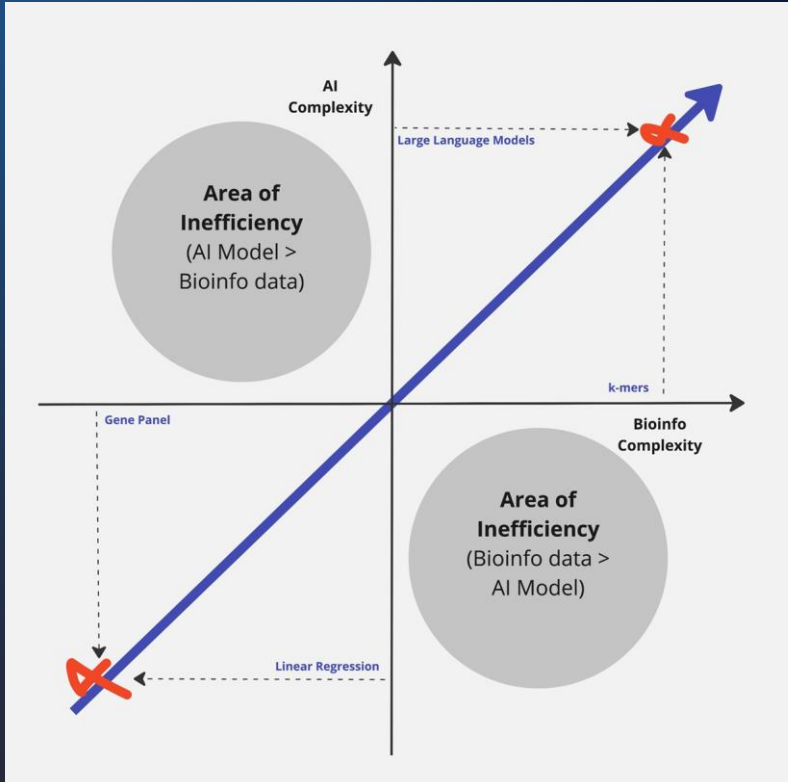 AI
Complexity
Large Language Models
Area of
Inefficiency
(AI Model >
Bioinfo data)
k-mers
Gene Panel
Bioinfo
Complexity
Area of
Inefficiency
(Bioinfo data >
AI Model)
Linear Regression